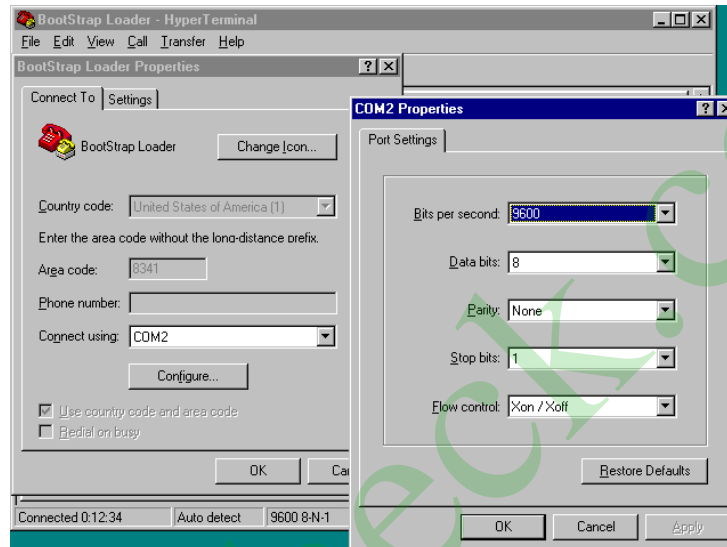 BootStrap Loader - HyperTerminal
File Edit View Call Transfer Help
BootStrap Loader Properties
Connect To Settings
BootStrap Loader
Change Icon...
Country code: United States of America (1)
Enter the area code without the long-distance prefix.
Area code: 8341
Phone number:
Connect using: COM2
Configure...
Use country code and area code
Redial on busy
OK
Connected 0:12:34 Auto detect 9600 8-N-1
COM2 Properties
Port Settings
Bits per second: 9600
Data bits: 8
Parity: None
Stop bits: 1
Flow control: Xon / Xoff
Restore Defaults
OK Cancel Apply